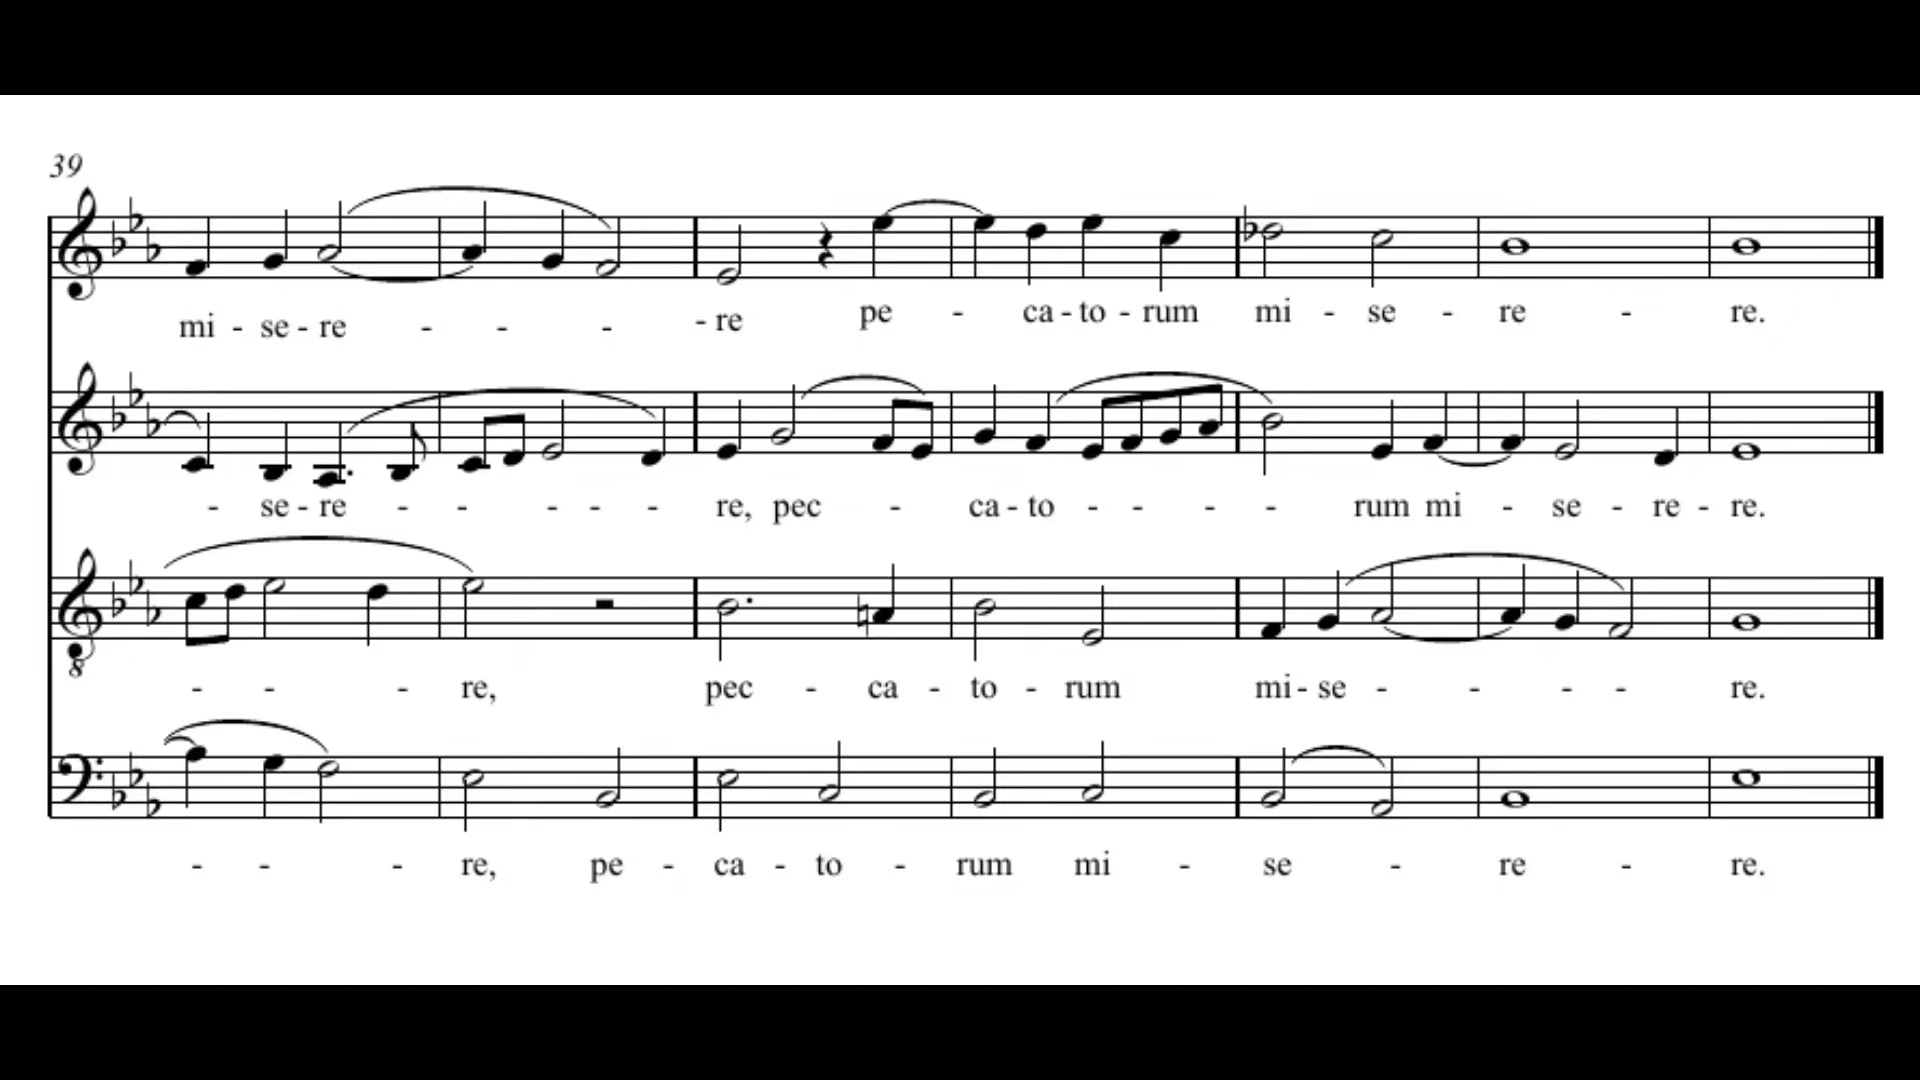 39
mi - se - re - - - - re pe - ca - to - rum mi - se - re - re.
- se - re - - - - - re, pec - ca - to - - - - rum mi - se - re - re.
8
- - - re, pec - ca - to - rum mi - se - - - - re.
- - - re, pe - ca - to - rum mi - se - re - re.